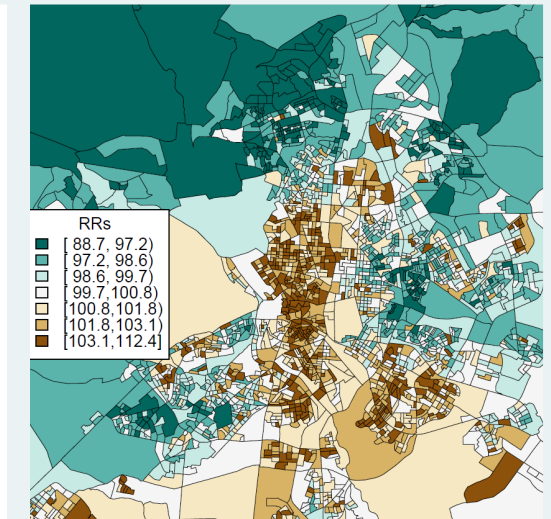 RRs
[ 88.7, 97.2)
[ 97.2, 98.6)
[ 98.6, 99.7)
[ 99.7,100.8)
[100.8,101.8)
[101.8,103.1)
[103.1,112.4]